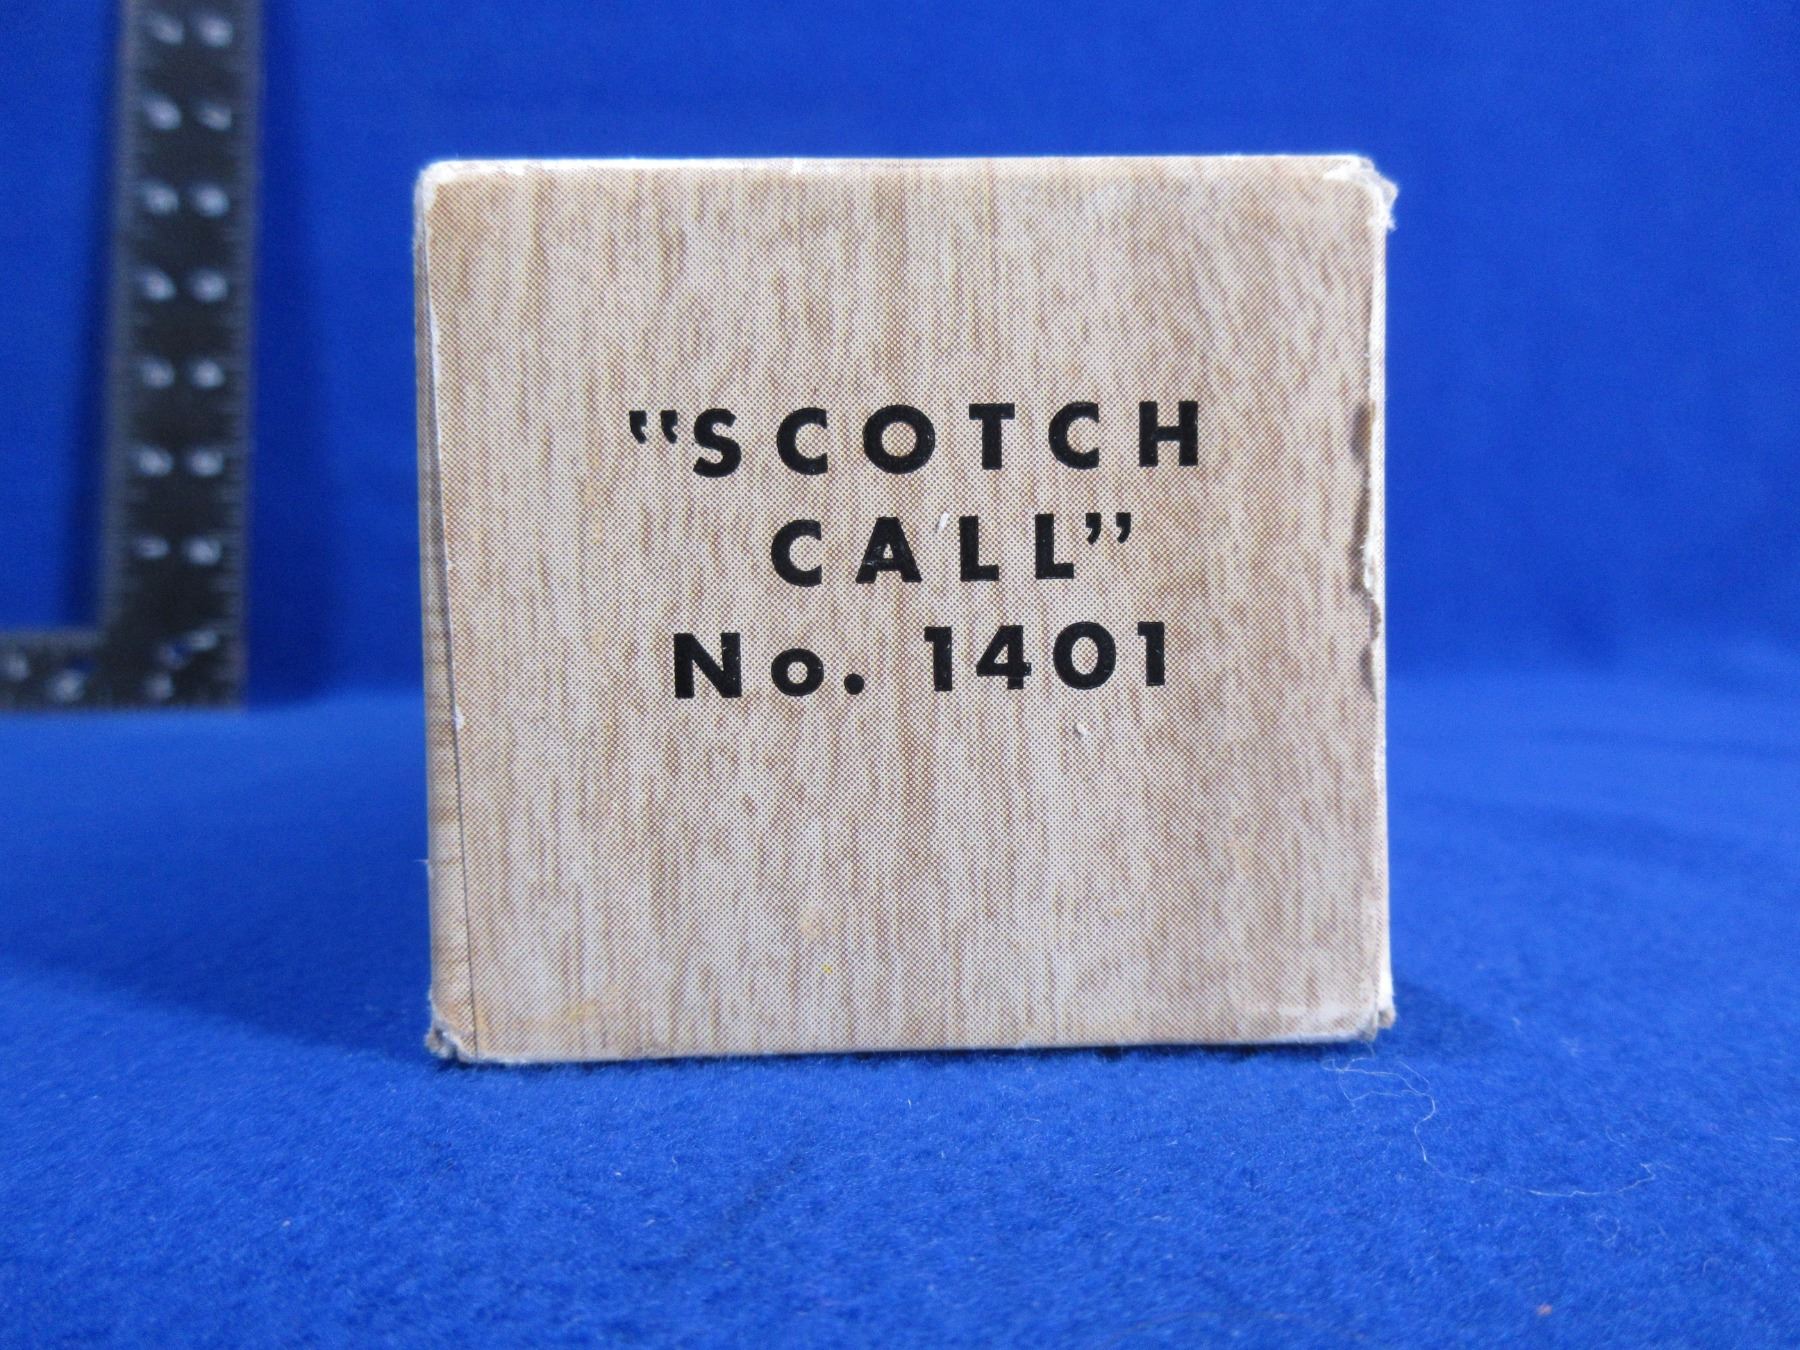 "SCOTCH
CALL"
No. 1401